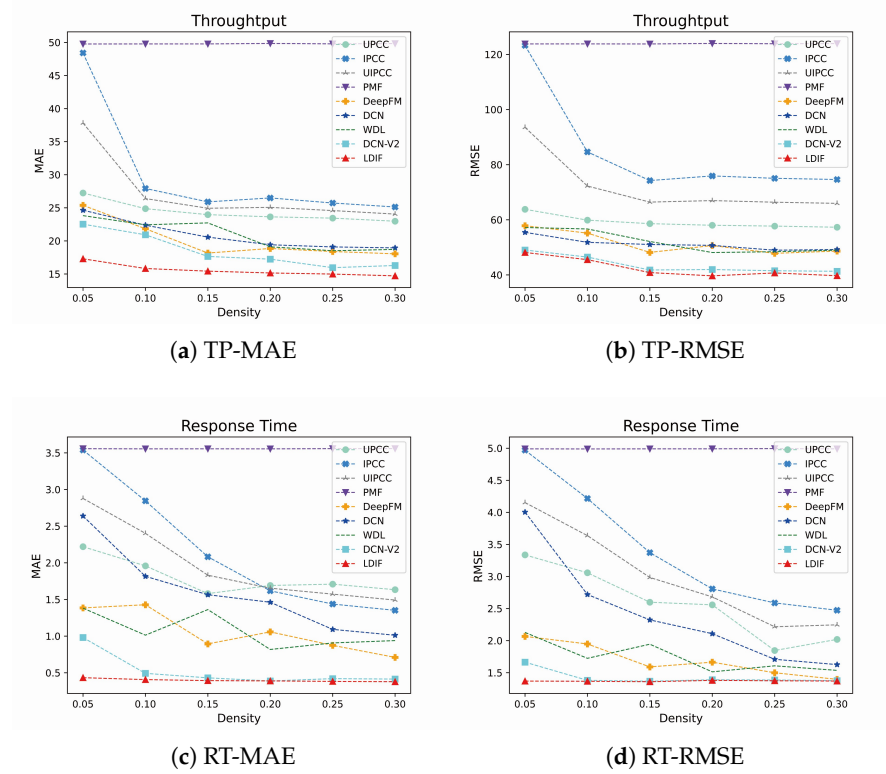 Throughtput
50
45
40
35
30
25
20
15
MAE
0.05 0.10 0.15 0.20 0.25 0.30
Density
UPCC
IPCC
UIPCC
PMF
DeepFM
DCN
WDL
DCN-V2
LDIF
(a) TP-MAE
Throughtput
120
100
80
60
40
RMSE
0.05 0.10 0.15 0.20 0.25 0.30
Density
UPCC
IPCC
UIPCC
PMF
DeepFM
DCN
WDL
DCN-V2
LDIF
(b) TP-RMSE
Response Time
3.5
3.0
2.5
2.0
1.5
1.0
0.5
MAE
0.05 0.10 0.15 0.20 0.25 0.30
Density
UPCC
IPCC
UIPCC
PMF
DeepFM
DCN
WDL
DCN-V2
LDIF
(c) RT-MAE
Response Time
5.0
4.5
4.0
3.5
3.0
2.5
2.0
1.5
RMSE
0.05 0.10 0.15 0.20 0.25 0.30
Density
UPCC
IPCC
UIPCC
PMF
DeepFM
DCN
WDL
DCN-V2
LDIF
(d) RT-RMSE